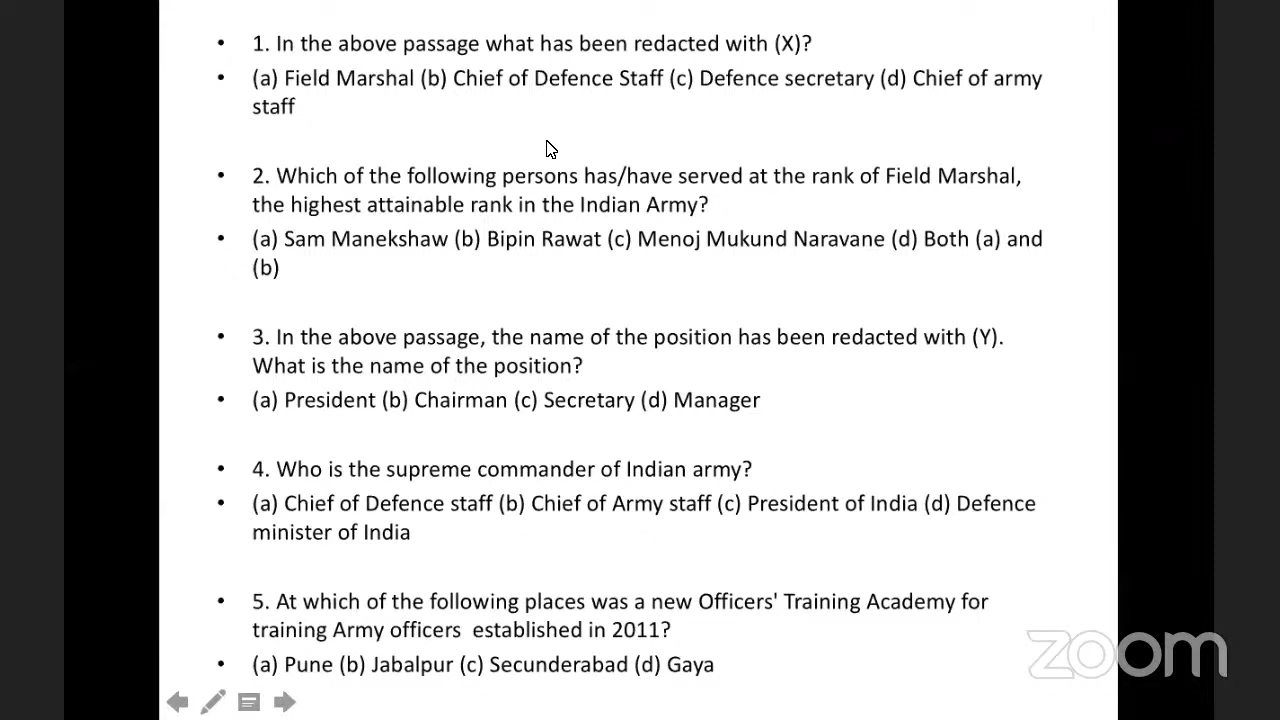 • 1. In the above passage what has been redacted with (X)?
• (a) Field Marshal (b) Chief of Defence Staff (c) Defence secretary (d) Chief of army
staff
• 2. Which of the following persons has/have served at the rank of Field Marshal,
the highest attainable rank in the Indian Army?
• (a) Sam Manekshaw (b) Bipin Rawat (c) Menoj Mukund Naravane (d) Both (a) and
(b)
• 3. In the above passage, the name of the position has been redacted with (Y).
What is the name of the position?
• (a) President (b) Chairman (c) Secretary (d) Manager
• 4. Who is the supreme commander of Indian army?
• (a) Chief of Defence staff (b) Chief of Army staff (c) President of India (d) Defence
minister of India
• 5. At which of the following places was a new Officers' Training Academy for
training Army officers  established in 2011?
• (a) Pune (b) Jabalpur (c) Secunderabad (d) Gaya
zoom